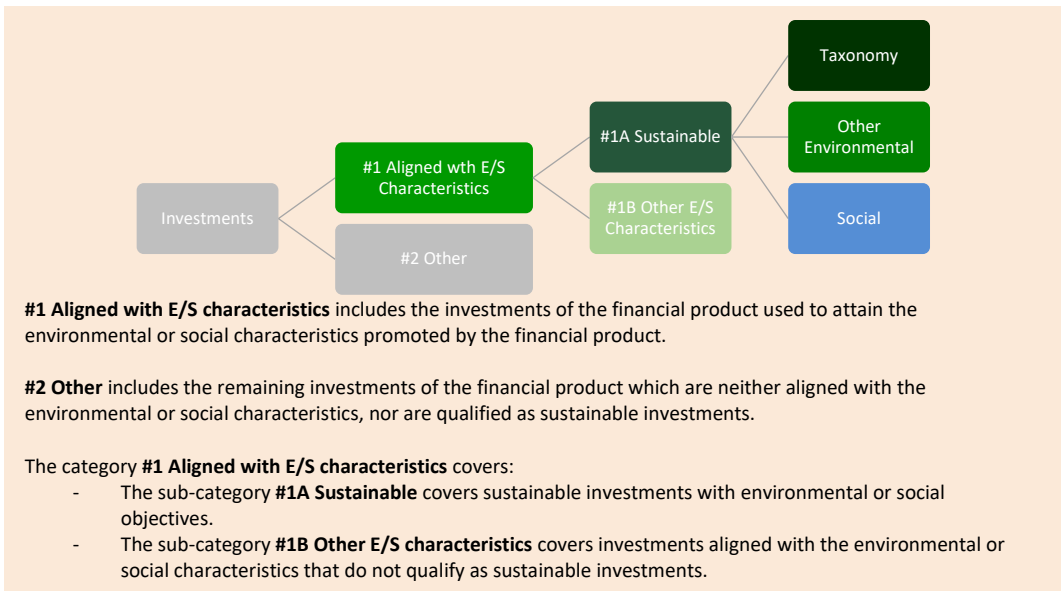 Taxonomy
#1A Sustainable
Other
Environmental
#1 Aligned wth E/S
Characteristics
Investments
#1B Other E/S
Characteristics
Social
#2 Other
#1 Aligned with E/S characteristics includes the investments of the financial product used to attain the
environmental or social characteristics promoted by the financial product.
#2 Other includes the remaining investments of the financial product which are neither aligned with the
environmental or social characteristics, nor are qualified as sustainable investments.
The category #1 Aligned with E/S characteristics covers:
- The sub-category #1A Sustainable covers sustainable investments with environmental or social
objectives.
- The sub-category #1B Other E/S characteristics covers investments aligned with the environmental or
social characteristics that do not qualify as sustainable investments.